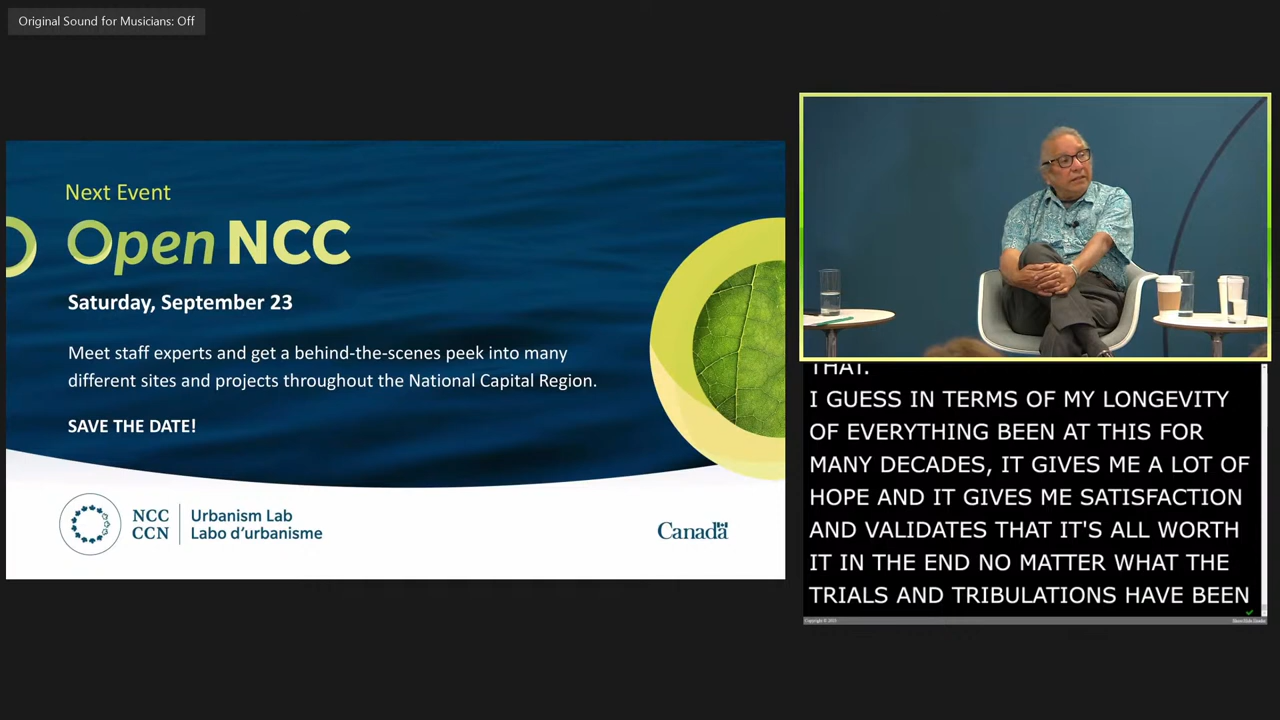 Original Sound for Musicians: Off
Next Event
Open NCC
Saturday, September 23
Meet staff experts and get a behind-the-scenes peek into many
different sites and projects throughout the National Capital Region.
SAVE THE DATE!
NCC
CCN
Urbanism Lab
Labo d'urbanisme
Canada
THAT.
I GUESS IN TERMS OF MY LONGEVITY
OF EVERYTHING BEEN AT THIS FOR
MANY DECADES, IT GIVES ME A LOT OF
HOPE AND IT GIVES ME SATISFACTION
AND VALIDATES THAT IT'S ALL WORTH
IT IN THE END NO MATTER WHAT THE
TRIALS AND TRIBULATIONS HAVE BEEN